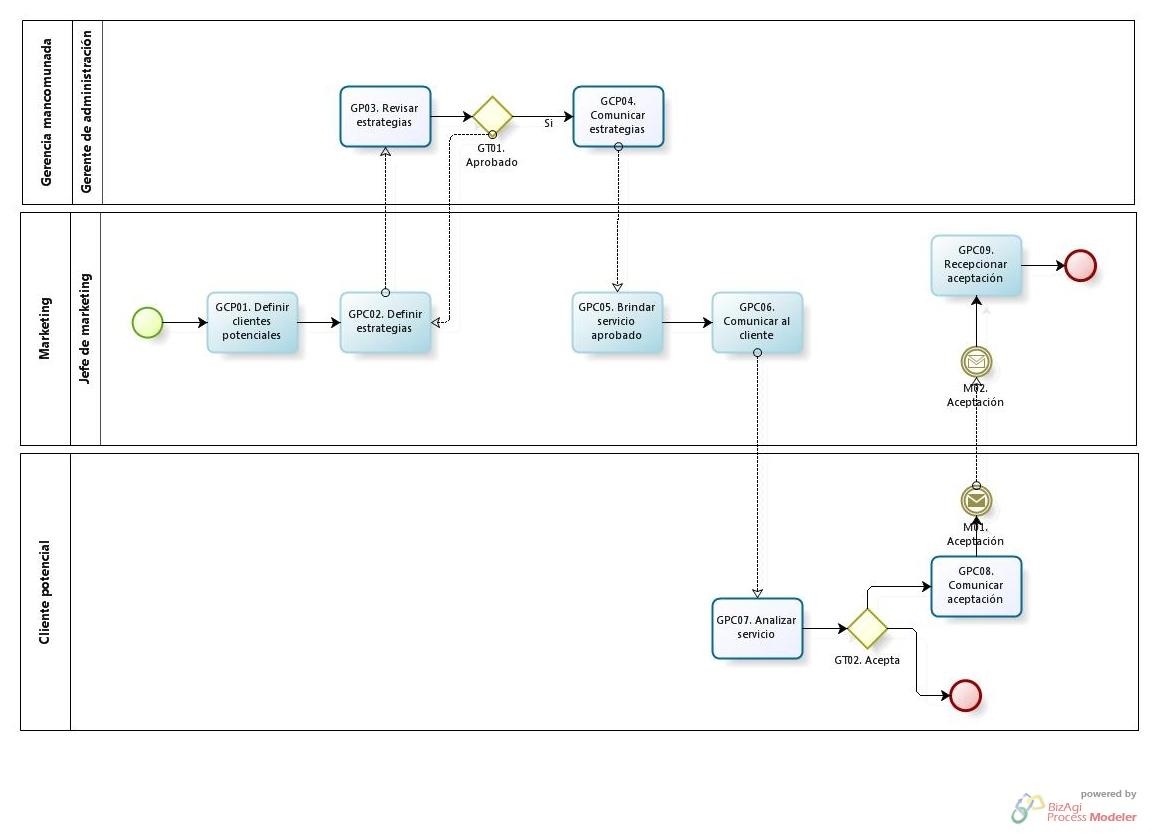 Gerencia mancomunada
Gerente de administración
GP03. Revisar
estrategias
GT01.
Aprobado
Si
GCP04.
Comunicar
estrategias
Marketing
Jefe de marketing
GCP01. Definir
clientes
potenciales
GPC02. Definir
estrategias
GPC05. Brindar
servicio
aprobado
GPC06.
Comunicar al
cliente
GPC09.
Recepcionar
aceptación
M02.
Aceptación
Cliente potencial
M01.
Aceptación
GPC08.
Comunicar
aceptación
GPC07. Analizar
servicio
GT02. Acepta
powered by
BizAgi
Process Modeler